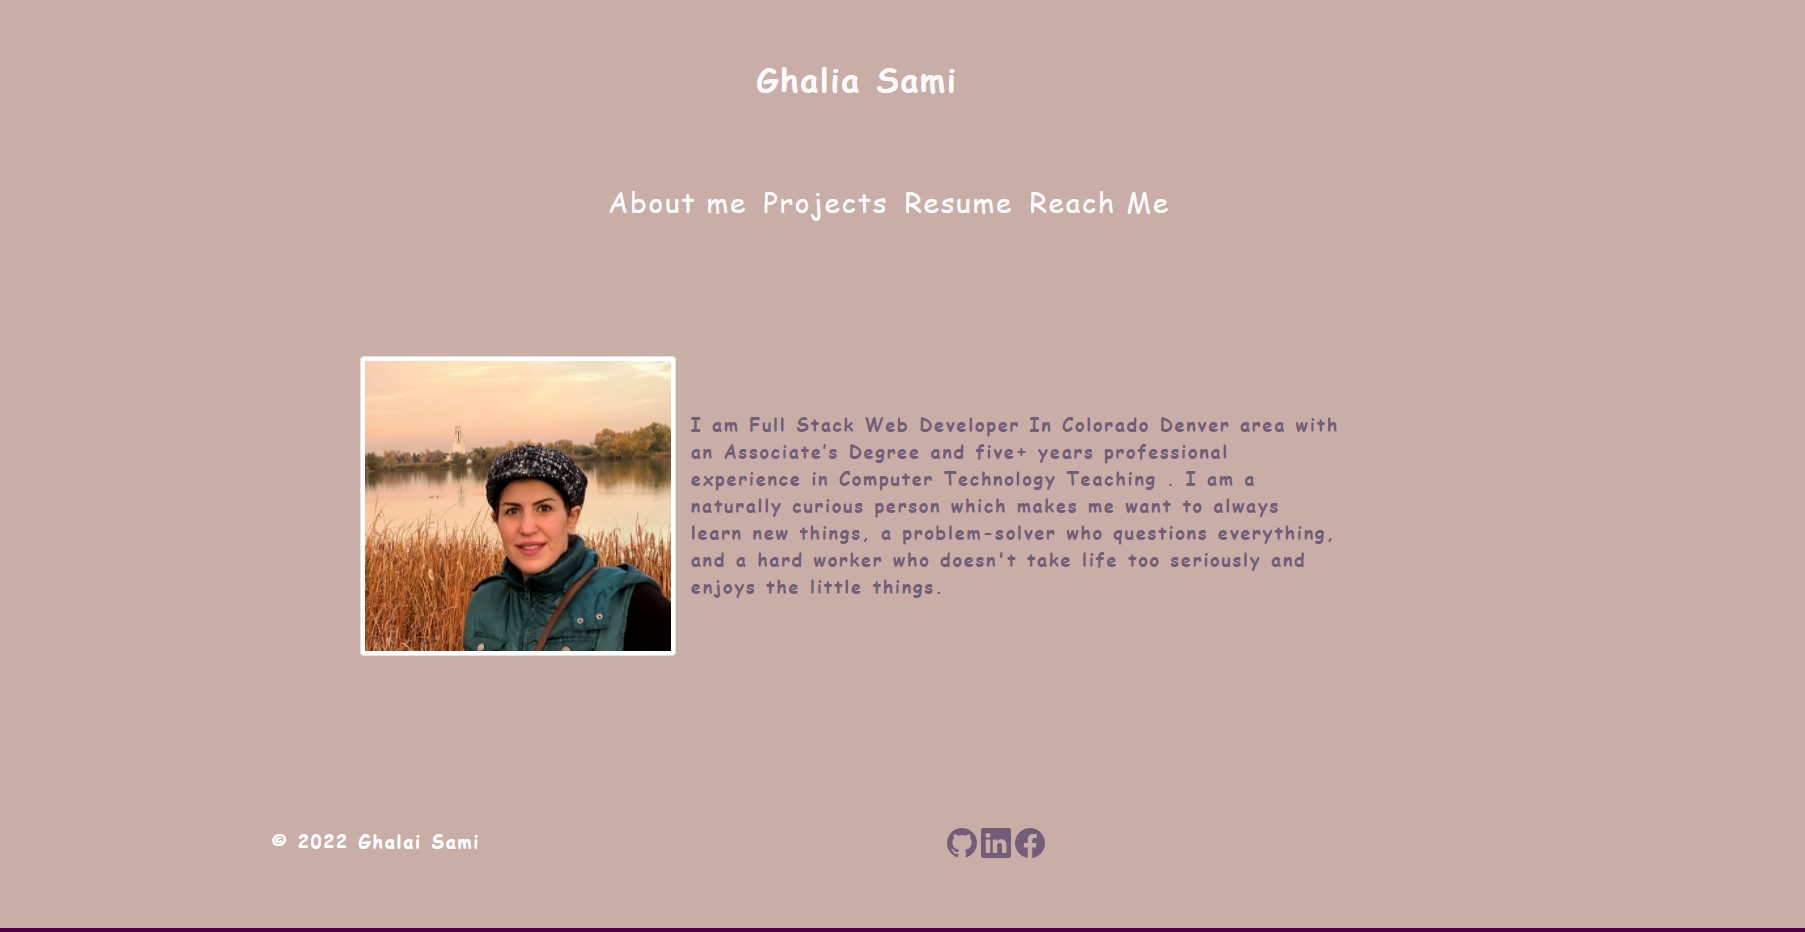 Ghalia Sami
About me Projects Resume Reach Me
I am Full Stack Web Developer In Colorado Denver area with
an Associate's Degree and five+ years professional
experience in Computer Technology Teaching . I am a
naturally curious person which makes me want to always
learn new things, a problem-solver who questions everything,
and a hard worker who doesn't take life too seriously and
enjoys the little things.
© 2022 Ghalai Sami
in